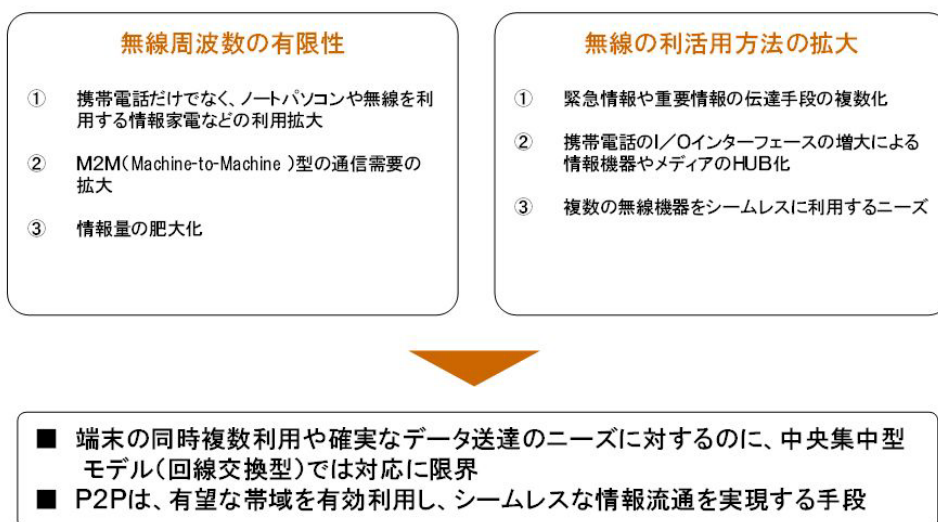 無線周波数の有限性
① 携帯電話だけでなく、ノートパソコンや無線を利
用する情報家電などの利用拡大
② M2M(Machine-to-Machine )型の通信需要の
拡大
③ 情報量の肥大化
無線の利活用方法の拡大
① 緊急情報や重要情報の伝達手段の複数化
② 携帯電話のI/Oインターフェースの増大による
情報機器やメディアのHUB化
③ 複数の無線機器をシームレスに利用するニーズ
■ 端末の同時複数利用や確実なデータ送達のニーズに対するのに、中央集中型
モデル(回線交換型)では対応に限界
■ P2Pは、有望な帯域を有効利用し、シームレスな情報流通を実現する手段